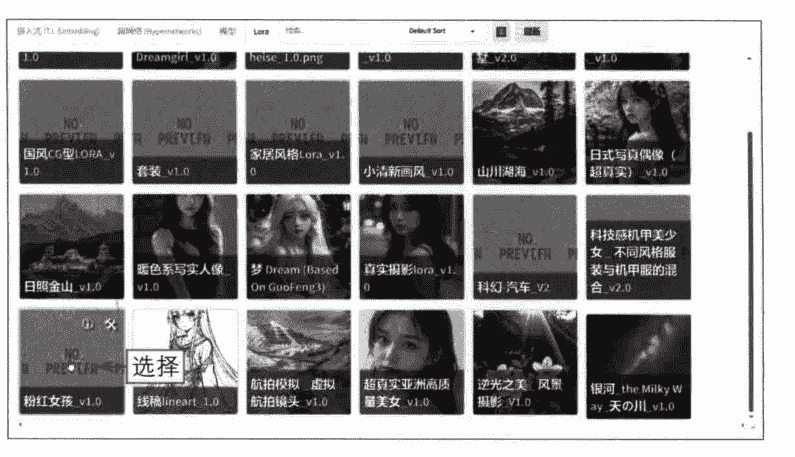 嵌入式 (T.I. Embedding) 超网络 (Hypernetworks) 模型 Lora 搜索... Default Sort 刷新
1.0
Dreamgirl_v1.0
heise_1.0.png
_v1.0
墅_v2.0
_v1.0
NO
PREVIEW
国风CG型LORA_v
1.0
NO
PREVIEW
套装_v1.0
NO
PREVIEW
家居风格Lora_v1.
0
NO
PREVIEW
小清新画风_v1.0
山川湖海_v1.0
日式写真偶像（
超真实）_v1.0
日照金山_v1.0
暖色系写实人像_
v1.0
梦 Dream (Based
On GuoFeng3)
真实摄影lora_v1.
0
NO
PREVIEW
科幻·汽车_V2
科技感机甲美少
女_不同风格服
装与机甲服的混
合_v2.0
NO
PREVIEW
粉红女孩_v1.0
选择
线稿lineart_1.0
航拍模拟_虚拟
航拍镜头_v1.0
超真实亚洲高质
量美女_v1.0
逆光之美_风景
摄影_V1.0
银河_the Milky W
ay_天の川_v1.0